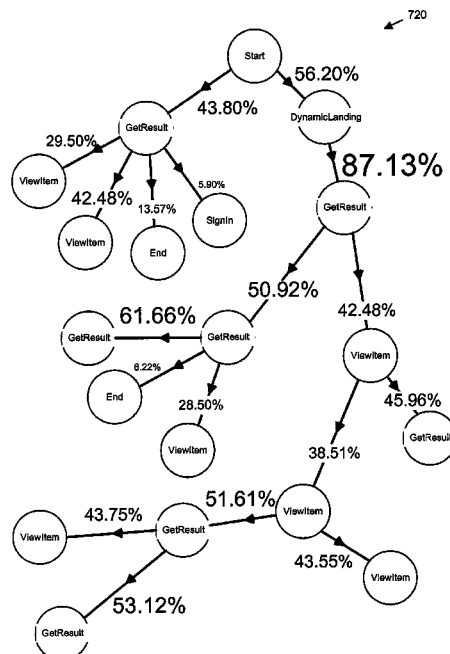 720
Start
56.20%
43.80%
DynamicLanding
GetResult
29.50%
87.13%
ViewItem
42.48%
13.57%
5.90%
SignIn
GetResult
ViewItem
End
50.92%
42.48%
61.66%
GetResult
GetResult
ViewItem
6.22%
End
28.50%
45.96%
GetResult
ViewItem
38.51%
51.61%
ViewItem
43.75%
GetResult
ViewItem
43.55%
ViewItem
53.12%
GetResult